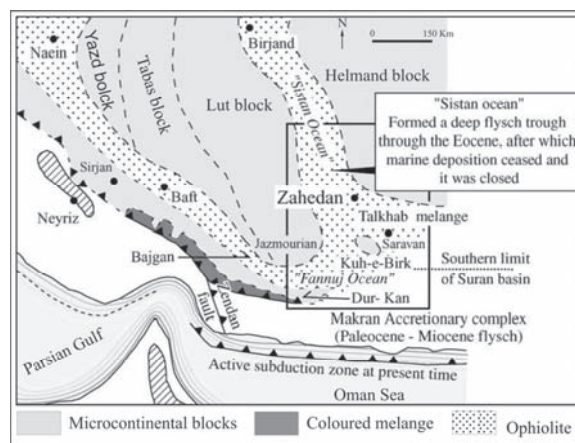 Naein
Yazd bolck
Tabas block
Birjand
N
0 150 Km
Lut block
Helmand block
"Sistan Ocean"
"Sistan ocean"
Formed a deep flysch trough
through the Eocene, after which
marine deposition ceased and
it was closed
Sirjan
Neyriz
Baft
Zahedan
Talkhab melange
Saravan
Jazmourian
Kuh-e-Birk
Bajgan
"Fannuj Ocean"
Southern limit
of Suran basin
Dur- Kan
endan
fault
Makran Accretionary complex
(Paleocene - Miocene flysch)
Parsian Gulf
Active subduction zone at present time
Oman Sea
Microcontinental blocks
Coloured melange
Ophiolite